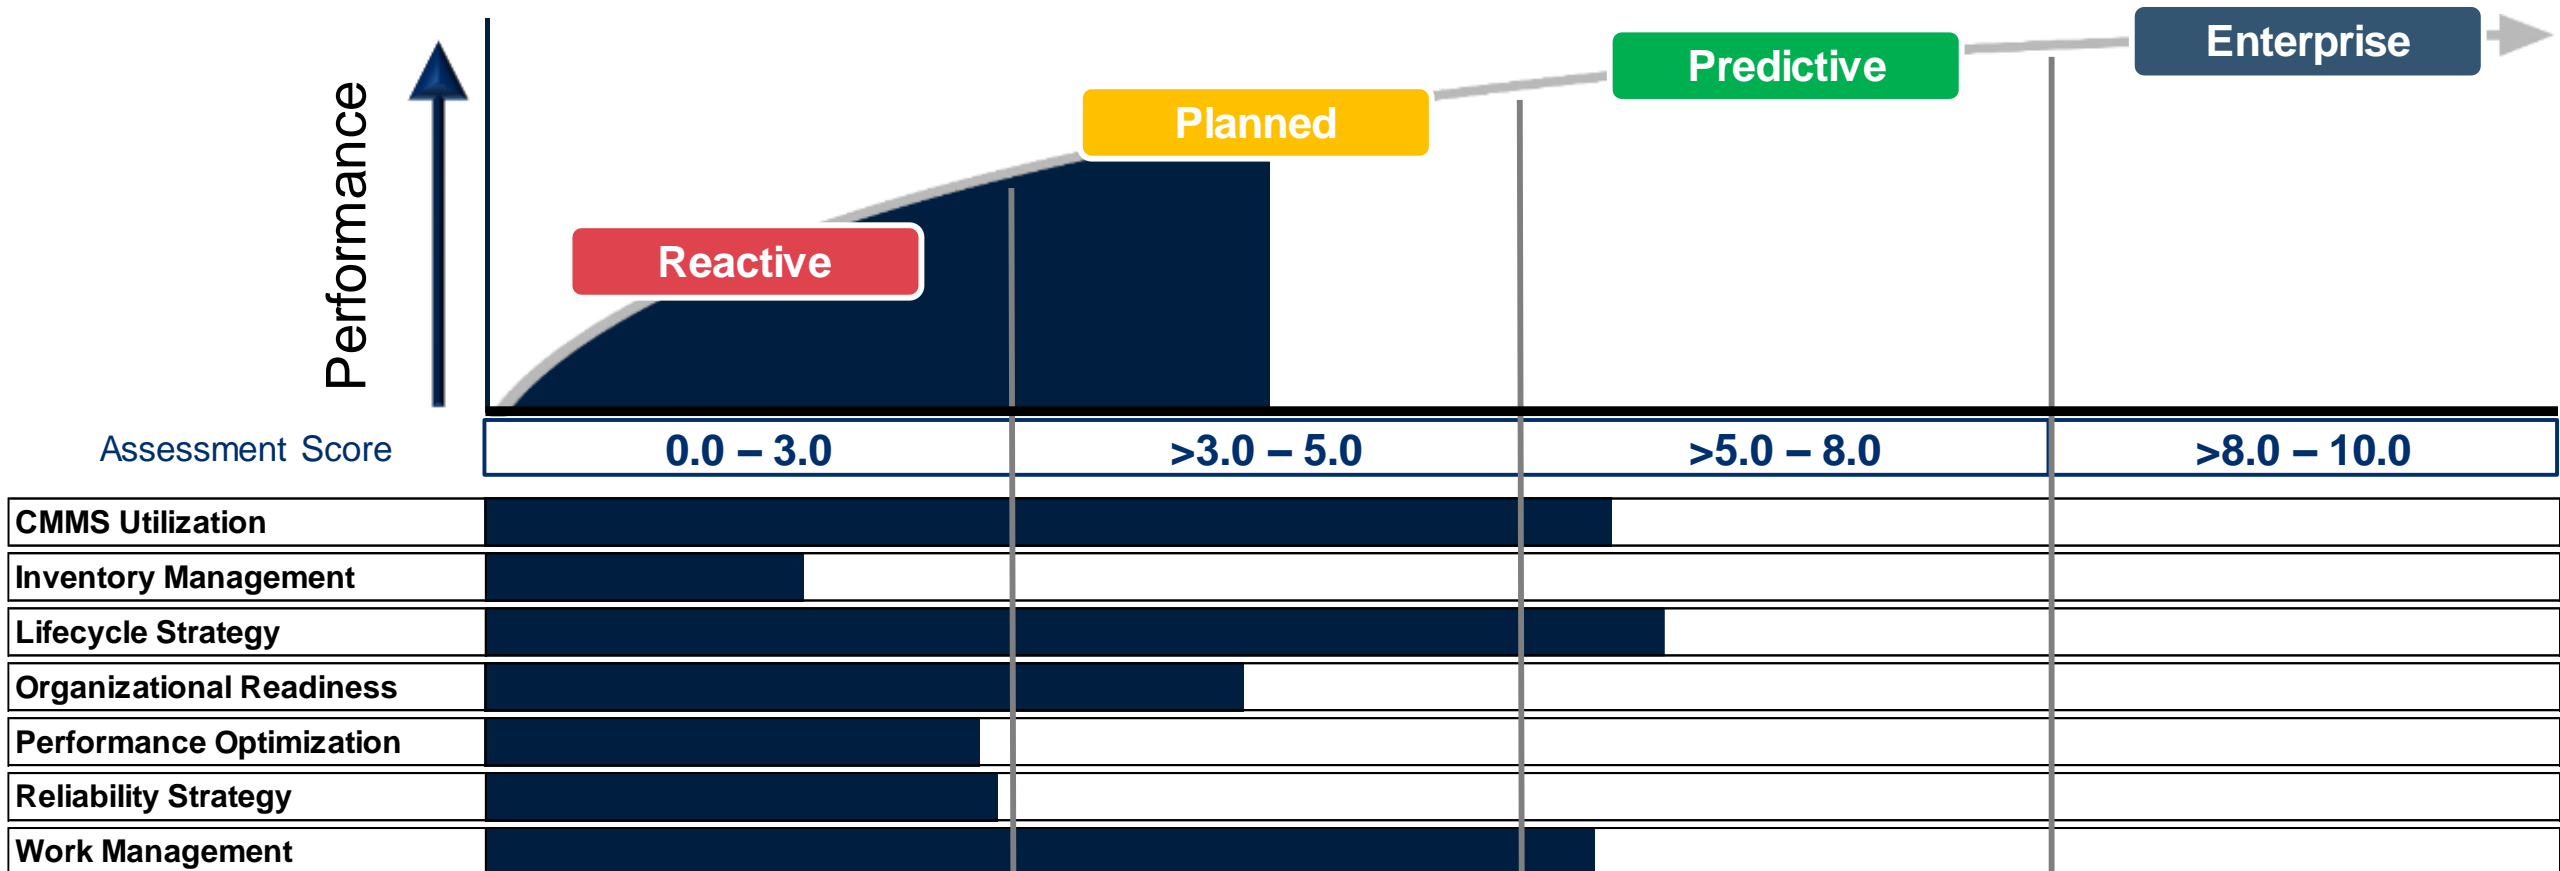 Enterprise
Predictive
Planned
Reactive
Performance
Assessment Score
0.0 – 3.0
>3.0 – 5.0
>5.0 – 8.0
>8.0 – 10.0
CMMS Utilization
Inventory Management
Lifecycle Strategy
Organizational Readiness
Performance Optimization
Reliability Strategy
Work Management